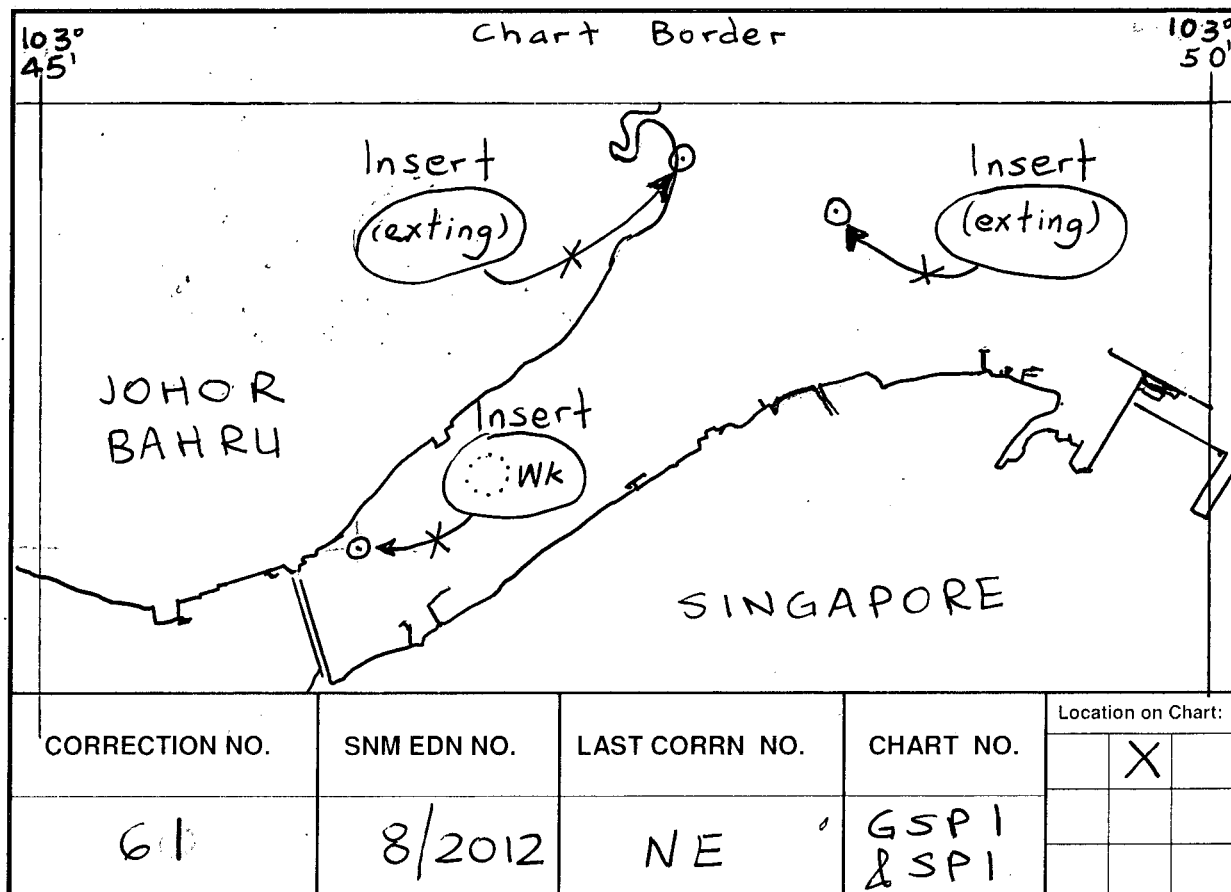 Chart Border
103°
45'
103°
50'
Insert
(exting)
Insert
(exting)
JOHOR
BAHRU
Insert
Wk
SINGAPORE
Location on Chart:
X
CORRECTION NO.
SNM EDN NO.
LAST CORRN NO.
CHART NO.
61
8/2012
NE
GSP1
& SP1